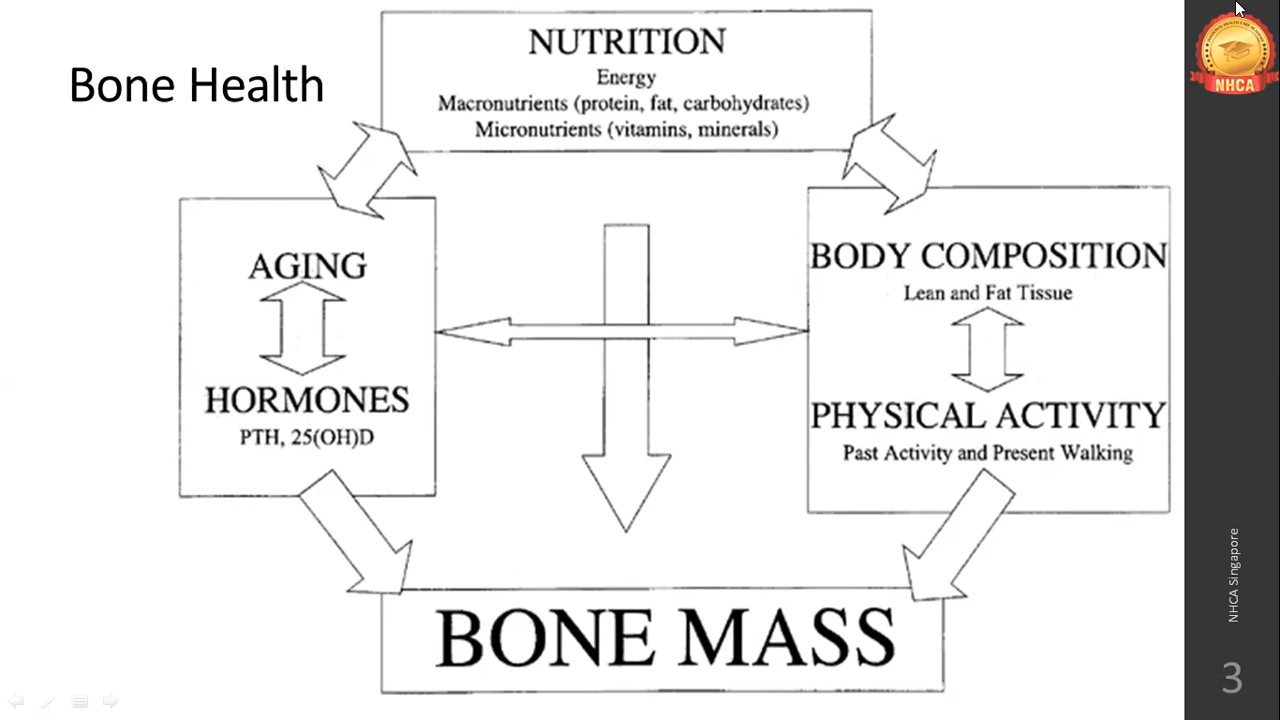 Bone Health
NUTRITION
Energy
Macronutrients (protein, fat, carbohydrates)
Micronutrients (vitamins, minerals)
AGING
HORMONES
PTH, 25(OH)D
BODY COMPOSITION
Lean and Fat Tissue
PHYSICAL ACTIVITY
Past Activity and Present Walking
BONE MASS
NHCA
NHCA Singapore
3